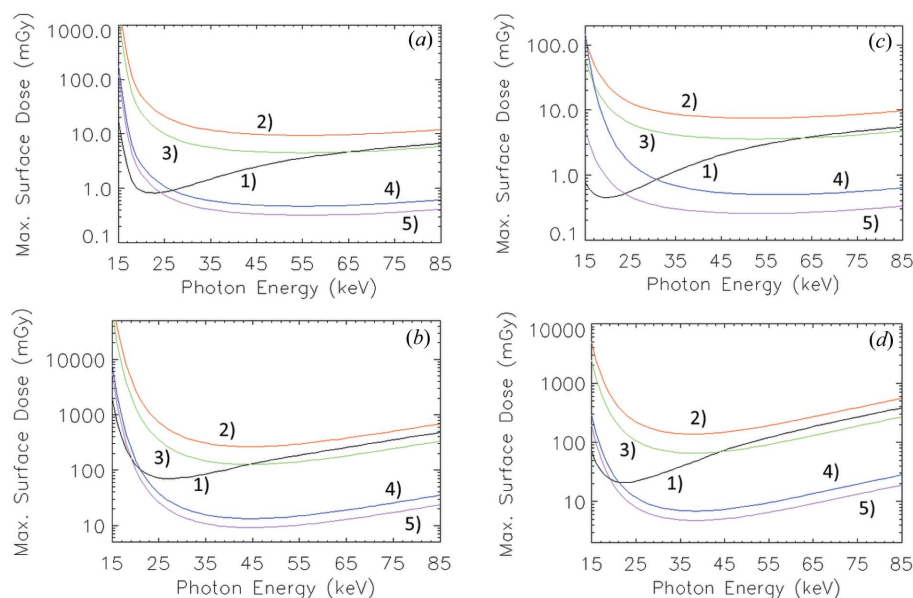 Max. Surface Dose (mGy)
1000.0
100.0
10.0
1.0
0.1
(a)
2)
3)
1)
4)
5)
15 25 35 45 55 65 75 85
Photon Energy (keV)
Max. Surface Dose (mGy)
100.0
10.0
1.0
0.1
(c)
2)
3)
1)
4)
5)
15 25 35 45 55 65 75 85
Photon Energy (keV)
Max. Surface Dose (mGy)
10000
1000
100
10
(b)
2)
3)
1)
4)
5)
15 25 35 45 55 65 75 85
Photon Energy (keV)
Max. Surface Dose (mGy)
10000
1000
100
10
(d)
2)
3)
1)
4)
5)
15 25 35 45 55 65 75 85
Photon Energy (keV)